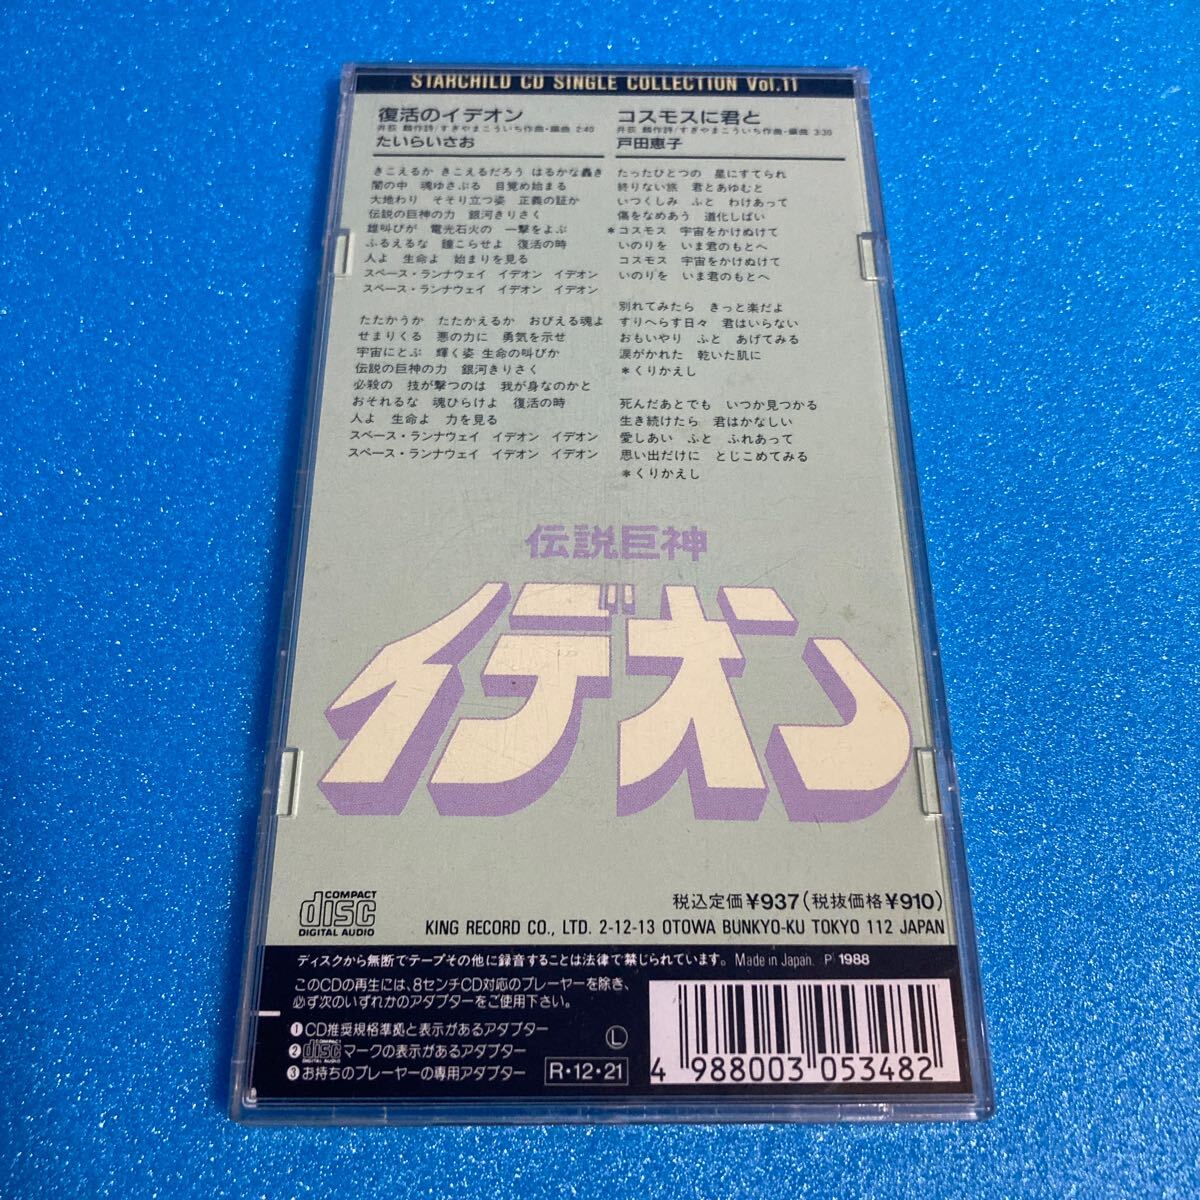 STARCHILD CD SINGLE COLLECTION Vol.11
復活のイデオン
井荻 麟作詩/すぎやまこういち作曲・編曲 2:40
たいらいさお
きこえるか きこえるだろう はるかな轟き
闇の中 魂ゆさぶる 目覚め始まる
大地わり そそり立つ姿 正義の証か
伝説の巨神の力 銀河きりさく
雄叫びが 電光石火の 一撃をよぶ
ふるえるな 瞳こらせよ 復活の時
人よ 生命よ 始まりを見る
スペース・ランナウェイ イデオン イデオン
スペース・ランナウェイ イデオン イデオン
たたかうか たたかえるか おびえる魂よ
せまりくる 悪の力に 勇気を示せ
宇宙にとぶ 輝く姿 生命の叫びか
伝説の巨神の力 銀河きりさく
必殺の 技が撃つのは 我が身なのかと
おそれるな 魂ひらけよ 復活の時
人よ 生命よ 力を見る
スペース・ランナウェイ イデオン イデオン
スペース・ランナウェイ イデオン イデオン
コスモスに君と
井荻 麟作詩/すぎやまこういち作曲・編曲 3:30
戸田恵子
たったひとつの 星にすてられ
終りない旅 君とあゆむと
いつくしみ ふと わけあって
傷をなめあう 道化しばい
＊コスモス 宇宙をかけぬけて
いのりを いま君のもとへ
コスモス 宇宙をかけぬけて
いのりを いま君のもとへ
別れてみたら きっと楽だよ
すりへらす日々 君はいらない
おもいやり ふと あげてみる
涙がかれた 乾いた肌に
＊くりかえし
死んだあとでも いつか見つかる
生き続けたら 君はかなしい
愛しあい ふと ふれあって
思い出だけに とじこめてみる
＊くりかえし
伝説巨神
イデオン
COMPACT
disc
DIGITAL AUDIO
税込定価¥937(税抜価格¥910)
KING RECORD CO., LTD. 2-12-13 OTOWA BUNKYO-KU TOKYO 112 JAPAN
ディスクから無断でテープその他に録音することは法律で禁じられています。 Made in Japan. Ⓟ 1988
このCDの再生には、8センチCD対応のプレーヤーを除き、
必ず次のいずれかのアダプターをご使用下さい。
❶CD推奨規格準拠と表示があるアダプター
❷COMPACT disc DIGITAL AUDIO マークの表示があるアダプター
❸お持ちのプレーヤーの専用アダプター
Ⓛ
R・12・21
4 988003 053482